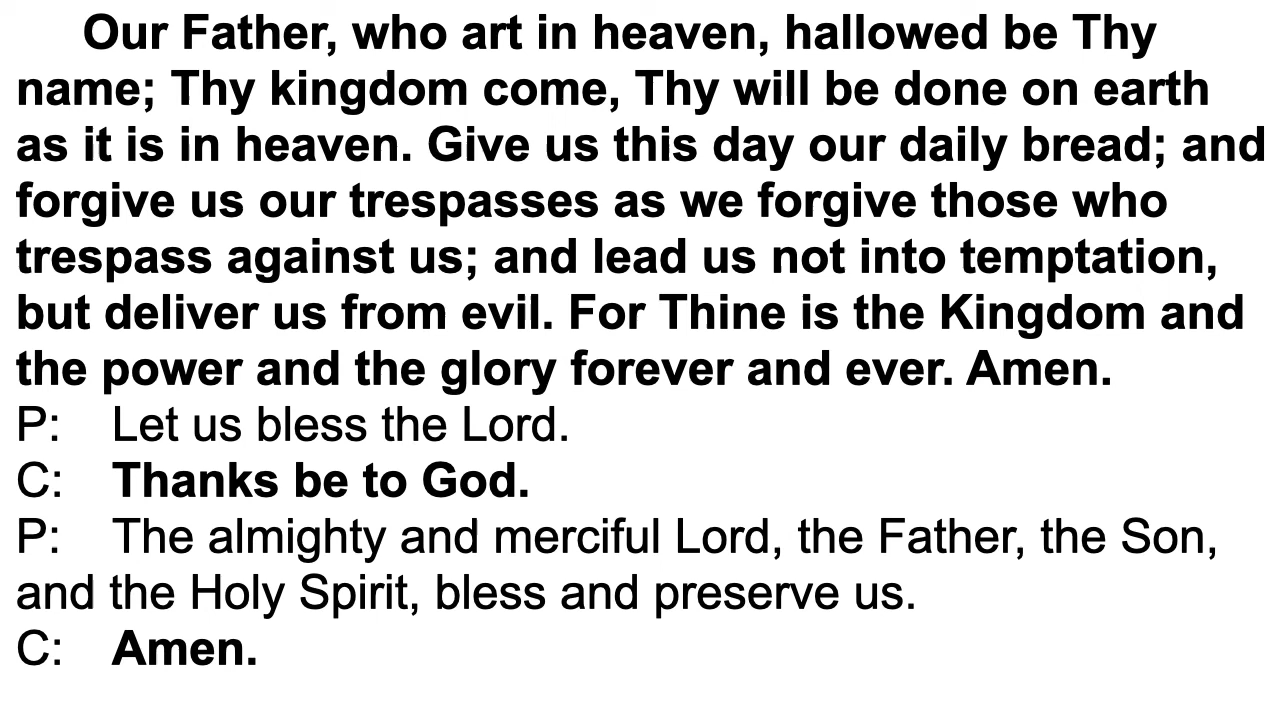 Our Father, who art in heaven, hallowed be Thy
name; Thy kingdom come, Thy will be done on earth
as it is in heaven. Give us this day our daily bread; and
forgive us our trespasses as we forgive those who
trespass against us; and lead us not into temptation,
but deliver us from evil. For Thine is the Kingdom and
the power and the glory forever and ever. Amen.
P: Let us bless the Lord.
C: Thanks be to God.
P: The almighty and merciful Lord, the Father, the Son,
and the Holy Spirit, bless and preserve us.
C: Amen.